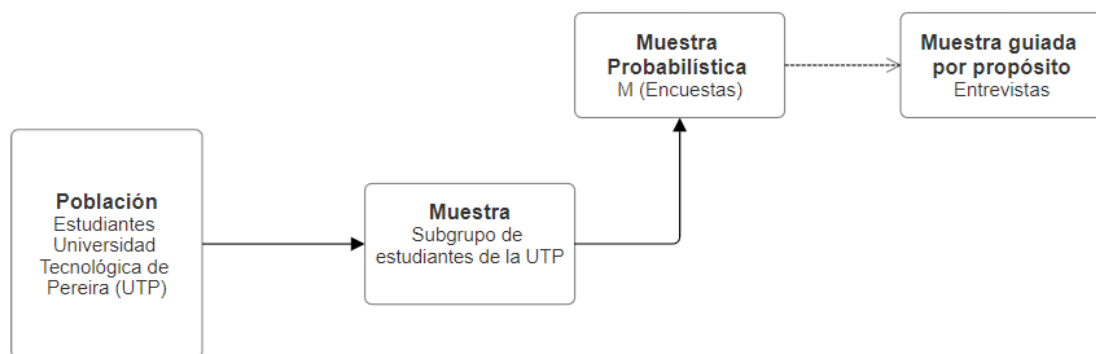 Población
Estudiantes
Universidad
Tecnológica de
Pereira (UTP)
Muestra
Subgrupo de
estudiantes de la UTP
Muestra
Probabilística
M (Encuestas)
Muestra guiada
por propósito
Entrevistas